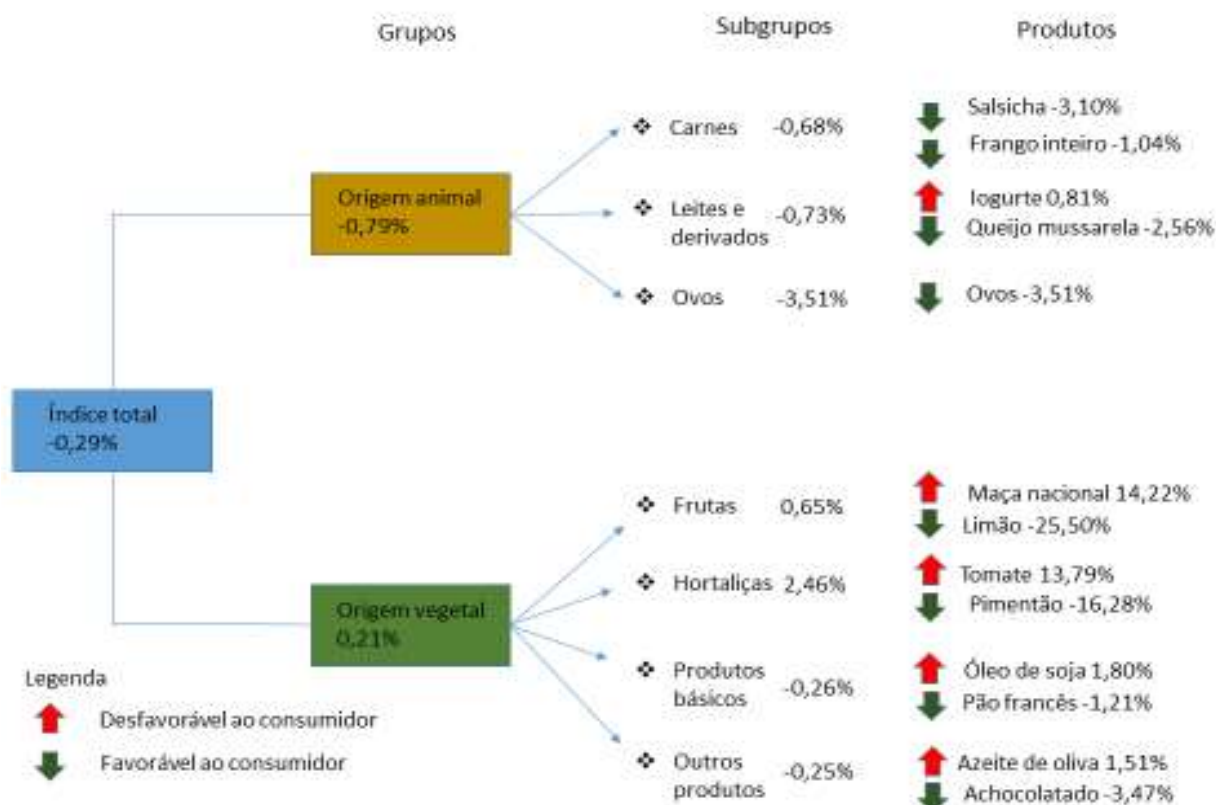 Grupos
Subgrupos
Produtos
Origem animal
-0,79%
Carnes -0,68%
Salsicha -3,10%
Frango inteiro -1,04%
Leites e
derivados
-0,73%
Iogurte 0,81%
Queijo mussarela -2,56%
Ovos -3,51%
Ovos -3,51%
Índice total
-0,29%
Origem vegetal
0,21%
Frutas 0,65%
Maça nacional 14,22%
Limão -25,50%
Hortaliças 2,46%
Tomate 13,79%
Pimentão -16,28%
Produtos
básicos
-0,26%
Óleo de soja 1,80%
Pão francês -1,21%
Outros
produtos
-0,25%
Azeite de oliva 1,51%
Achocolatado -3,47%
Legenda
Desfavorável ao consumidor
Favorável ao consumidor